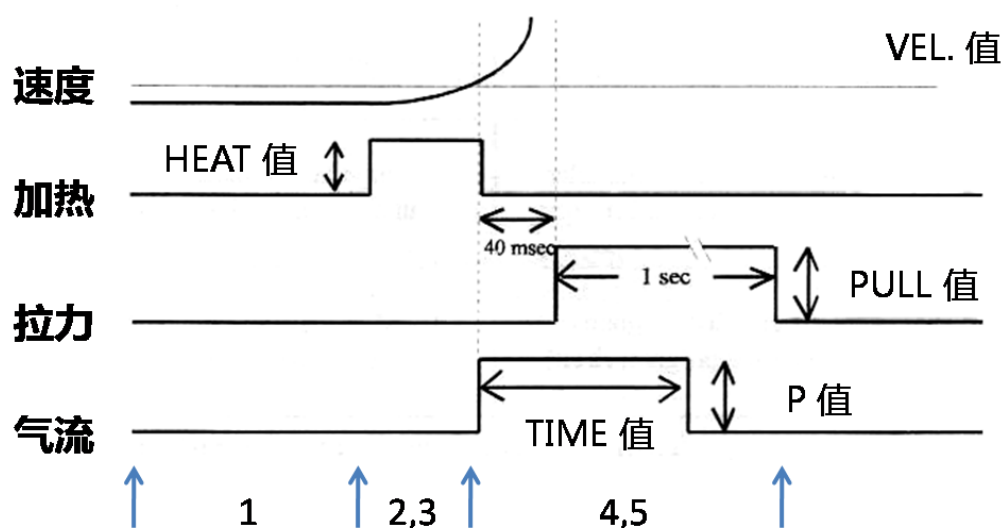 VEL. 值
速度
HEAT 值
加热
40 msec
1 sec
PULL 值
拉力
P 值
TIME 值
气流
1
2,3
4,5